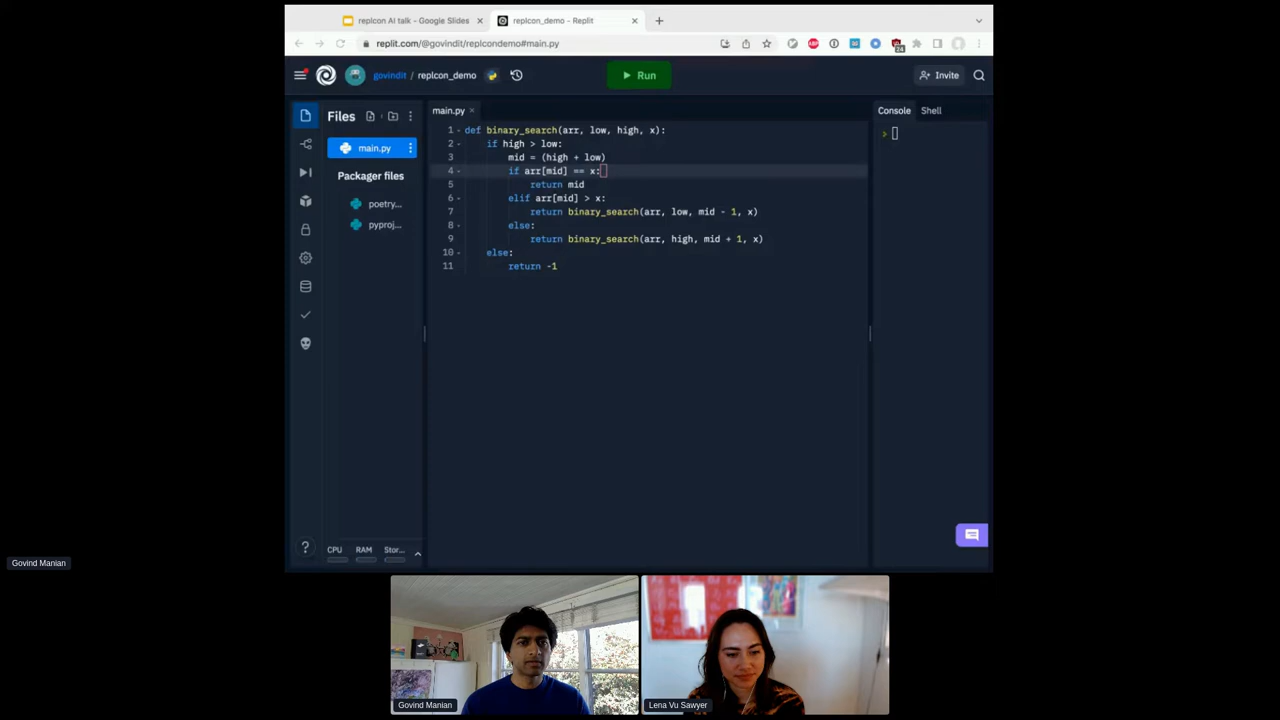 replcon AI talk - Google Slides
replcon_demo - Replit
replit.com/@govindit/replcondemo#main.py
24
govindit / replcon_demo
Run
Invite
Files
main.py
Packager files
poetry...
pyproj...
CPU
RAM
Stor...
main.py
1 def binary_search(arr, low, high, x):
2 if high > low:
3 mid = (high + low)
4 if arr[mid] == x:
5 return mid
6 elif arr[mid] > x:
7 return binary_search(arr, low, mid - 1, x)
8 else:
9 return binary_search(arr, high, mid + 1, x)
10 else:
11 return -1
Console
Shell
>
Govind Manian
Govind Manian
Lena Vu Sawyer